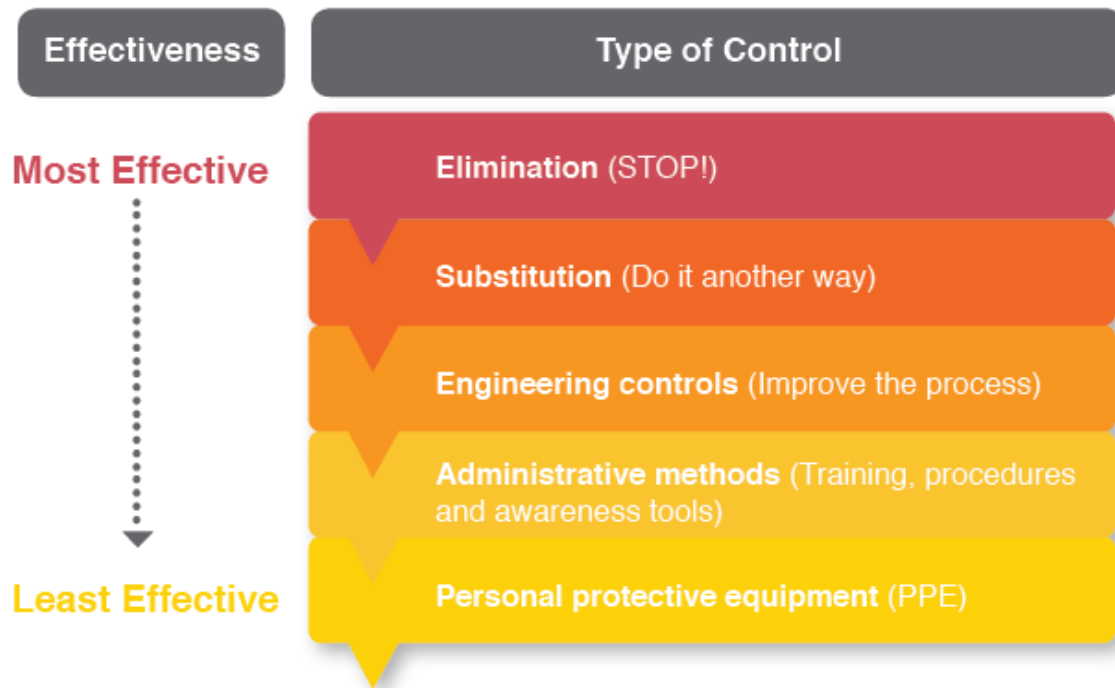 Effectiveness
Type of Control
Most Effective
Elimination (STOP!)
Substitution (Do it another way)
Engineering controls (Improve the process)
Administrative methods (Training, procedures
and awareness tools)
Least Effective
Personal protective equipment (PPE)